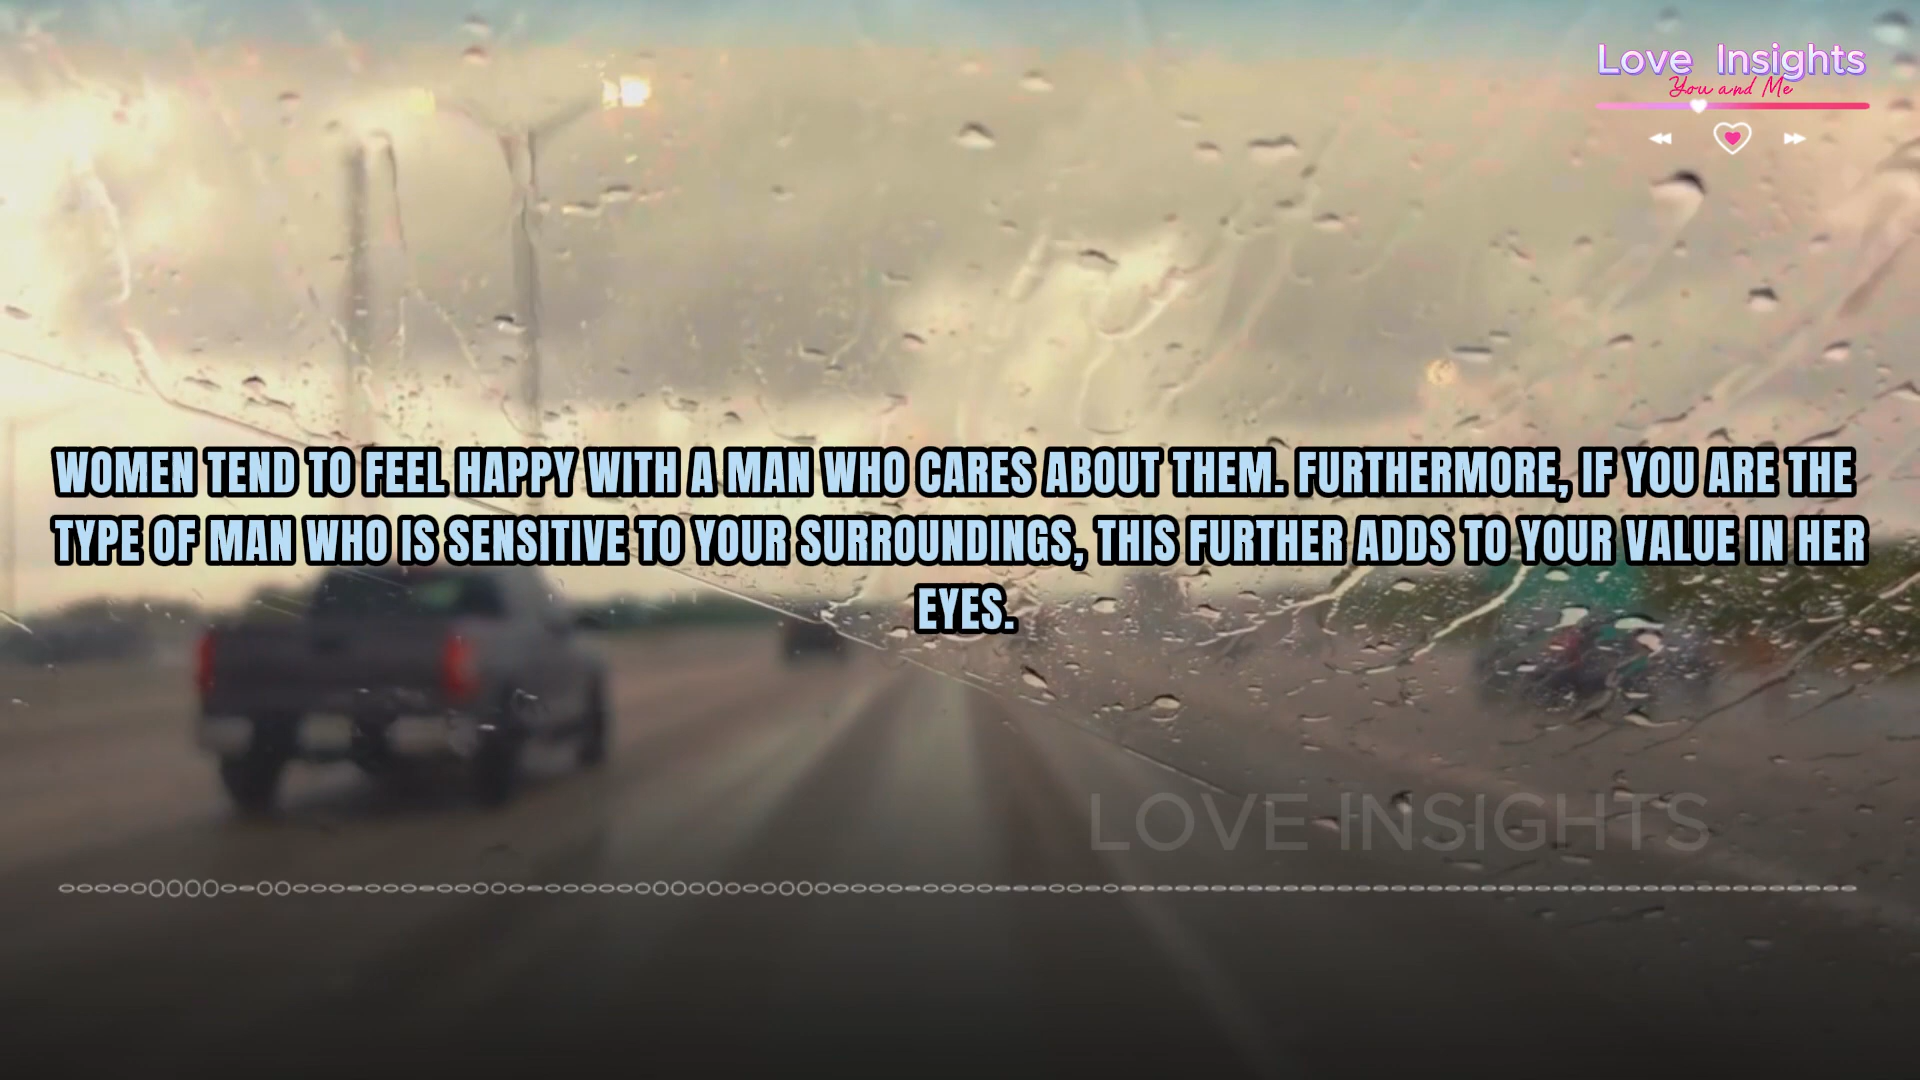 Love Insights
You and Me
WOMEN TEND TO FEEL HAPPY WITH A MAN WHO CARES ABOUT THEM. FURTHERMORE, IF YOU ARE THE
TYPE OF MAN WHO IS SENSITIVE TO YOUR SURROUNDINGS, THIS FURTHER ADDS TO YOUR VALUE IN HER
EYES.
LOVE INSIGHTS